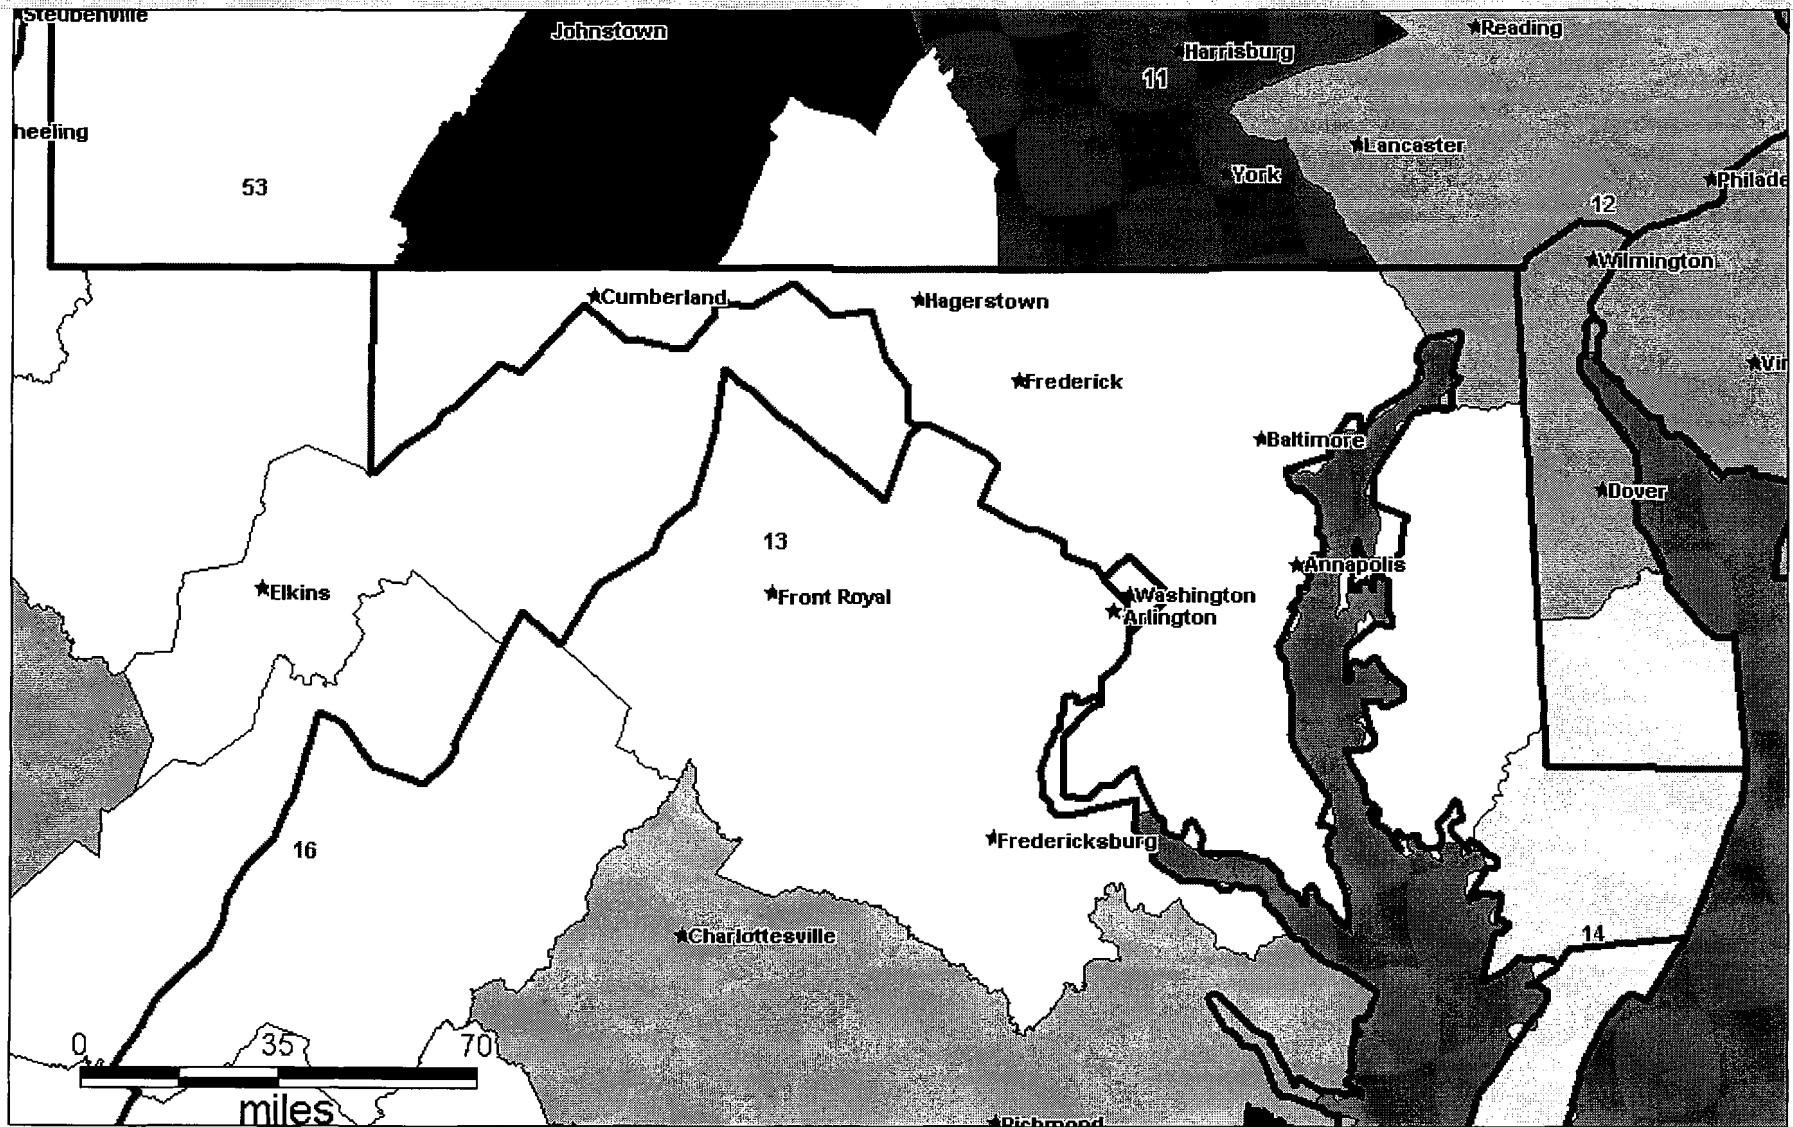 Steubenville
Johnstown
Reading
Harrisburg
11
heeling
Lancaster
York
Philade
53
12
Wilmington
Cumberland
Hagerstown
Vin
Frederick
Baltimore
Dover
13
Annapolis
Elkins
Front Royal
Washington
Arlington
16
Fredericksburg
Charlottesville
14
0 35 70
miles
Richmond